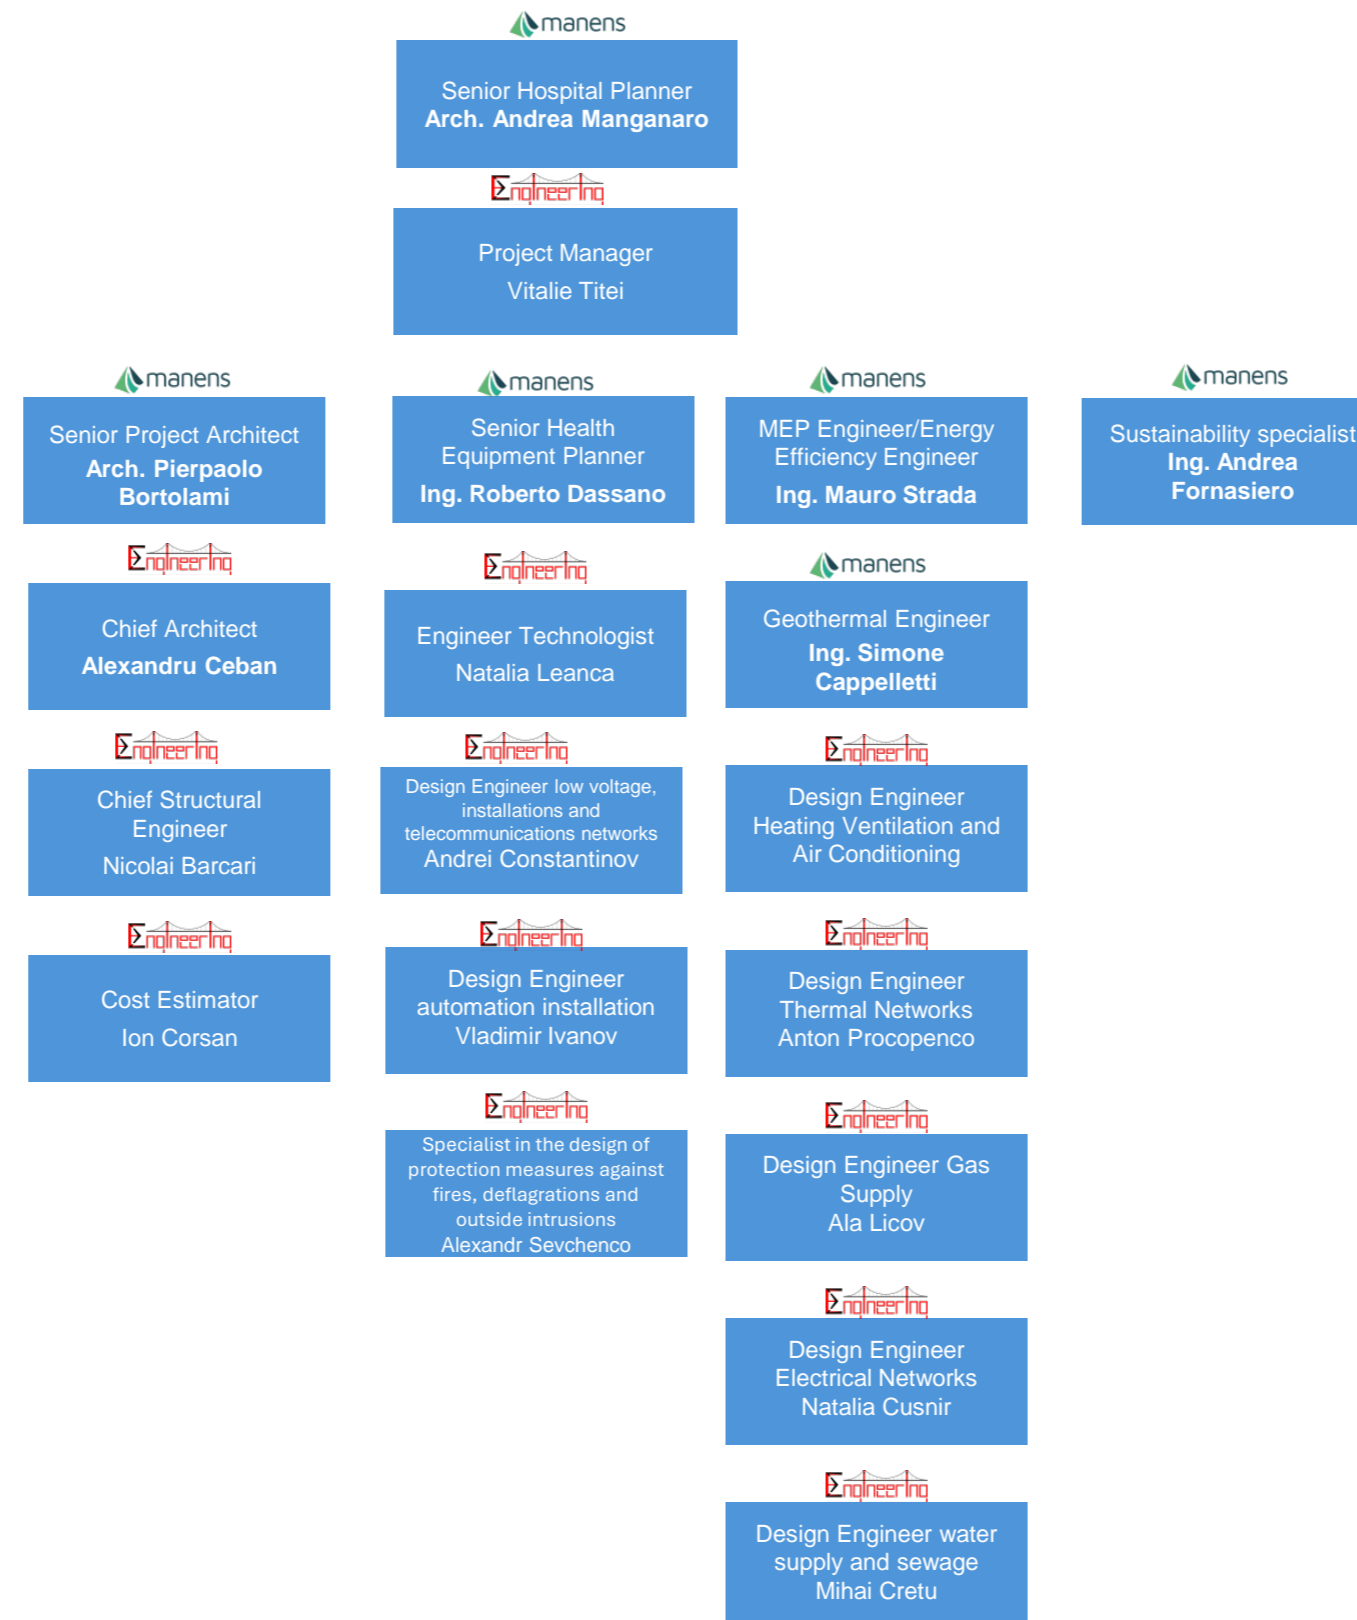 manens
Senior Hospital Planner
Arch. Andrea Manganaro
Engineering
Project Manager
Vitalie Titei
manens
Senior Project Architect
Arch. Pierpaolo
Bortolami
Engineering
Chief Architect
Alexandru Ceban
Engineering
Chief Structural
Engineer
Nicolai Barcari
Engineering
Cost Estimator
Ion Corsan
manens
Senior Health
Equipment Planner
Ing. Roberto Dassano
Engineering
Engineer Technologist
Natalia Leanca
Engineering
Design Engineer low voltage,
installations and
telecommunications networks
Andrei Constantinov
Engineering
Design Engineer
automation installation
Vladimir Ivanov
Engineering
Specialist in the design of
protection measures against
fires, deflagrations and
outside intrusions
Alexandr Sevchenco
manens
MEP Engineer/Energy
Efficiency Engineer
Ing. Mauro Strada
manens
Geothermal Engineer
Ing. Simone
Cappelletti
Engineering
Design Engineer
Heating Ventilation and
Air Conditioning
Engineering
Design Engineer
Thermal Networks
Anton Procopenco
Engineering
Design Engineer Gas
Supply
Ala Licov
Engineering
Design Engineer
Electrical Networks
Natalia Cusnir
Engineering
Design Engineer water
supply and sewage
Mihai Cretu
manens
Sustainability specialist
Ing. Andrea
Fornasiero